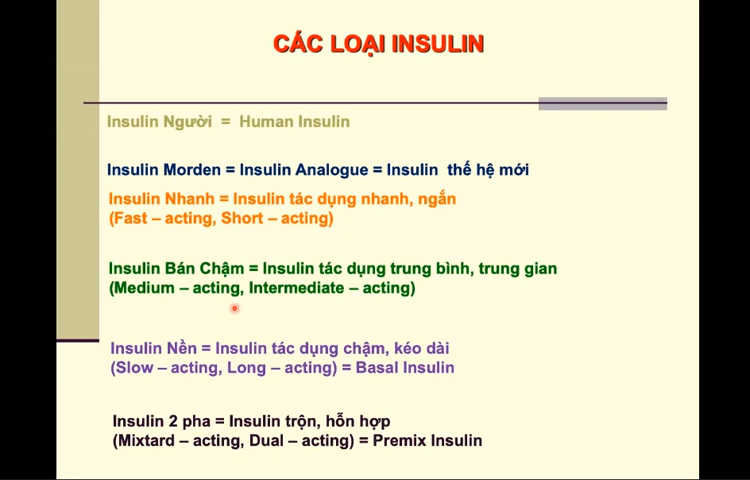 CÁC LOẠI INSULIN
Insulin Người = Human Insulin
Insulin Morden = Insulin Analogue = Insulin thế hệ mới
Insulin Nhanh = Insulin tác dụng nhanh, ngắn
(Fast – acting, Short – acting)
Insulin Bán Chậm = Insulin tác dụng trung bình, trung gian
(Medium – acting, Intermediate – acting)
Insulin Nền = Insulin tác dụng chậm, kéo dài
(Slow – acting, Long – acting) = Basal Insulin
Insulin 2 pha = Insulin trộn, hỗn hợp
(Mixtard – acting, Dual – acting) = Premix Insulin